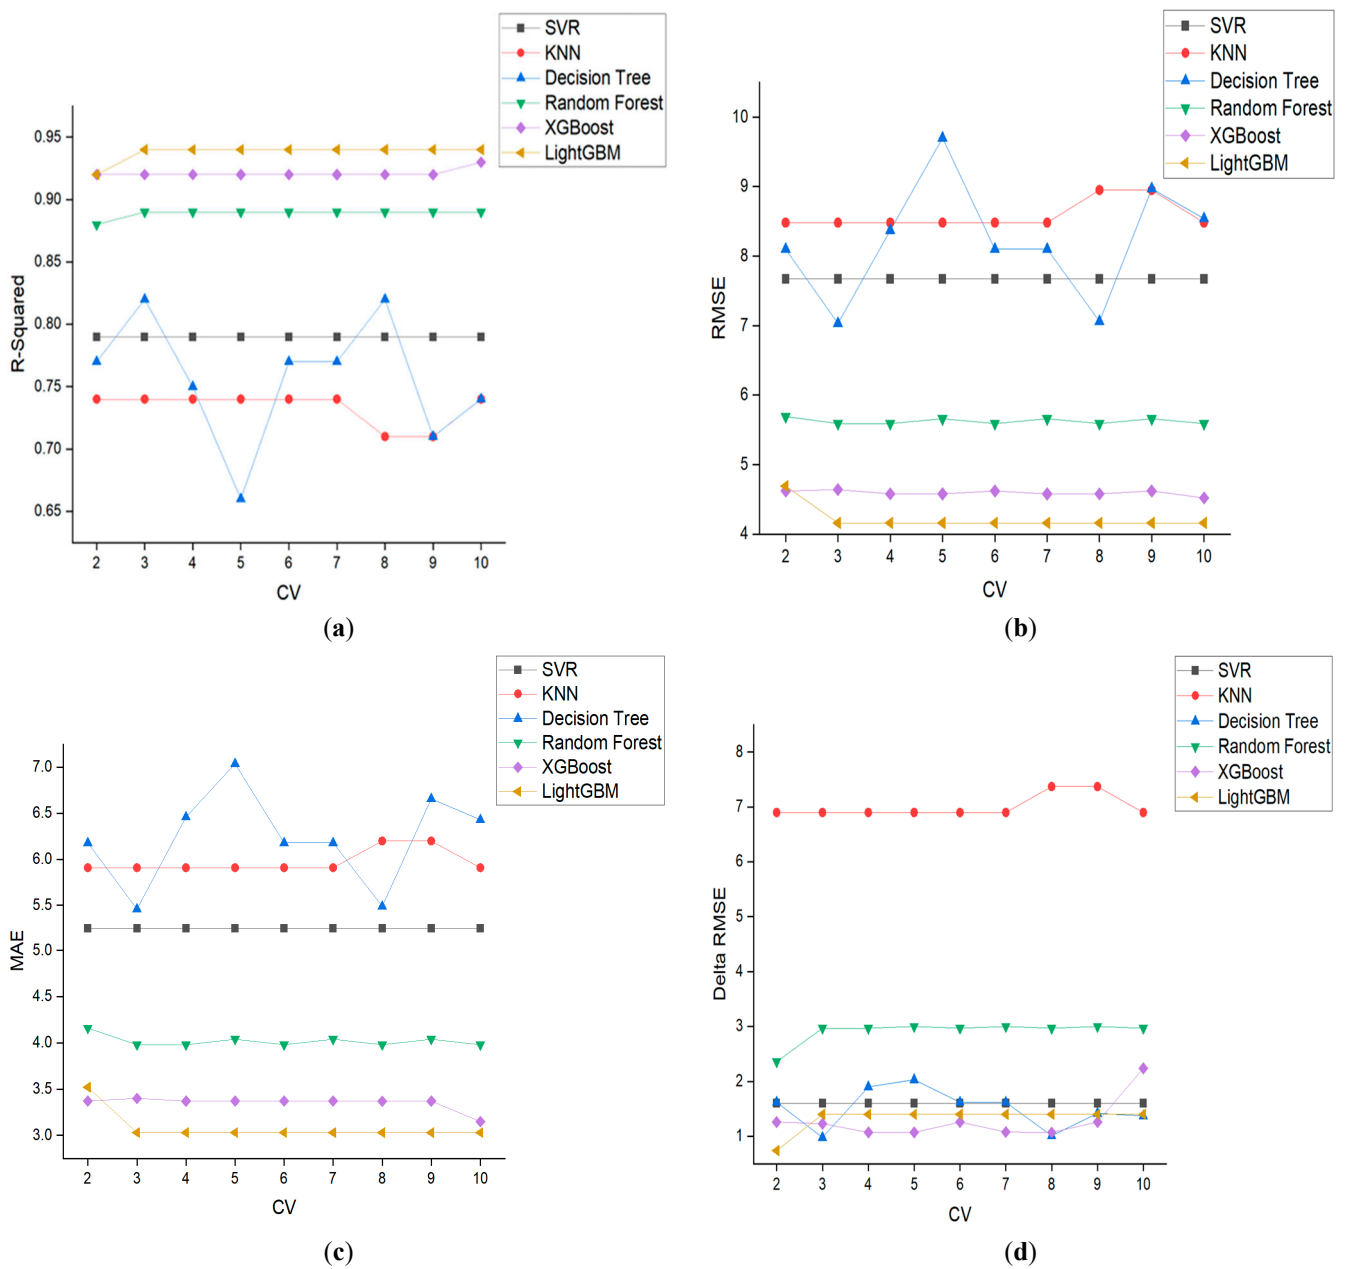 SVR
KNN
Decision Tree
Random Forest
XGBoost
LightGBM
0.95
0.90
0.85
0.80
0.75
0.70
0.65
R-Squared
2 3 4 5 6 7 8 9 10
CV
(a)
SVR
KNN
Decision Tree
Random Forest
XGBoost
LightGBM
10
9
8
7
6
5
4
RMSE
2 3 4 5 6 7 8 9 10
CV
(b)
SVR
KNN
Decision Tree
Random Forest
XGBoost
LightGBM
7.0
6.5
6.0
5.5
5.0
4.5
4.0
3.5
3.0
MAE
2 3 4 5 6 7 8 9 10
CV
(c)
SVR
KNN
Decision Tree
Random Forest
XGBoost
LightGBM
8
7
6
5
4
3
2
1
Delta RMSE
2 3 4 5 6 7 8 9 10
CV
(d)